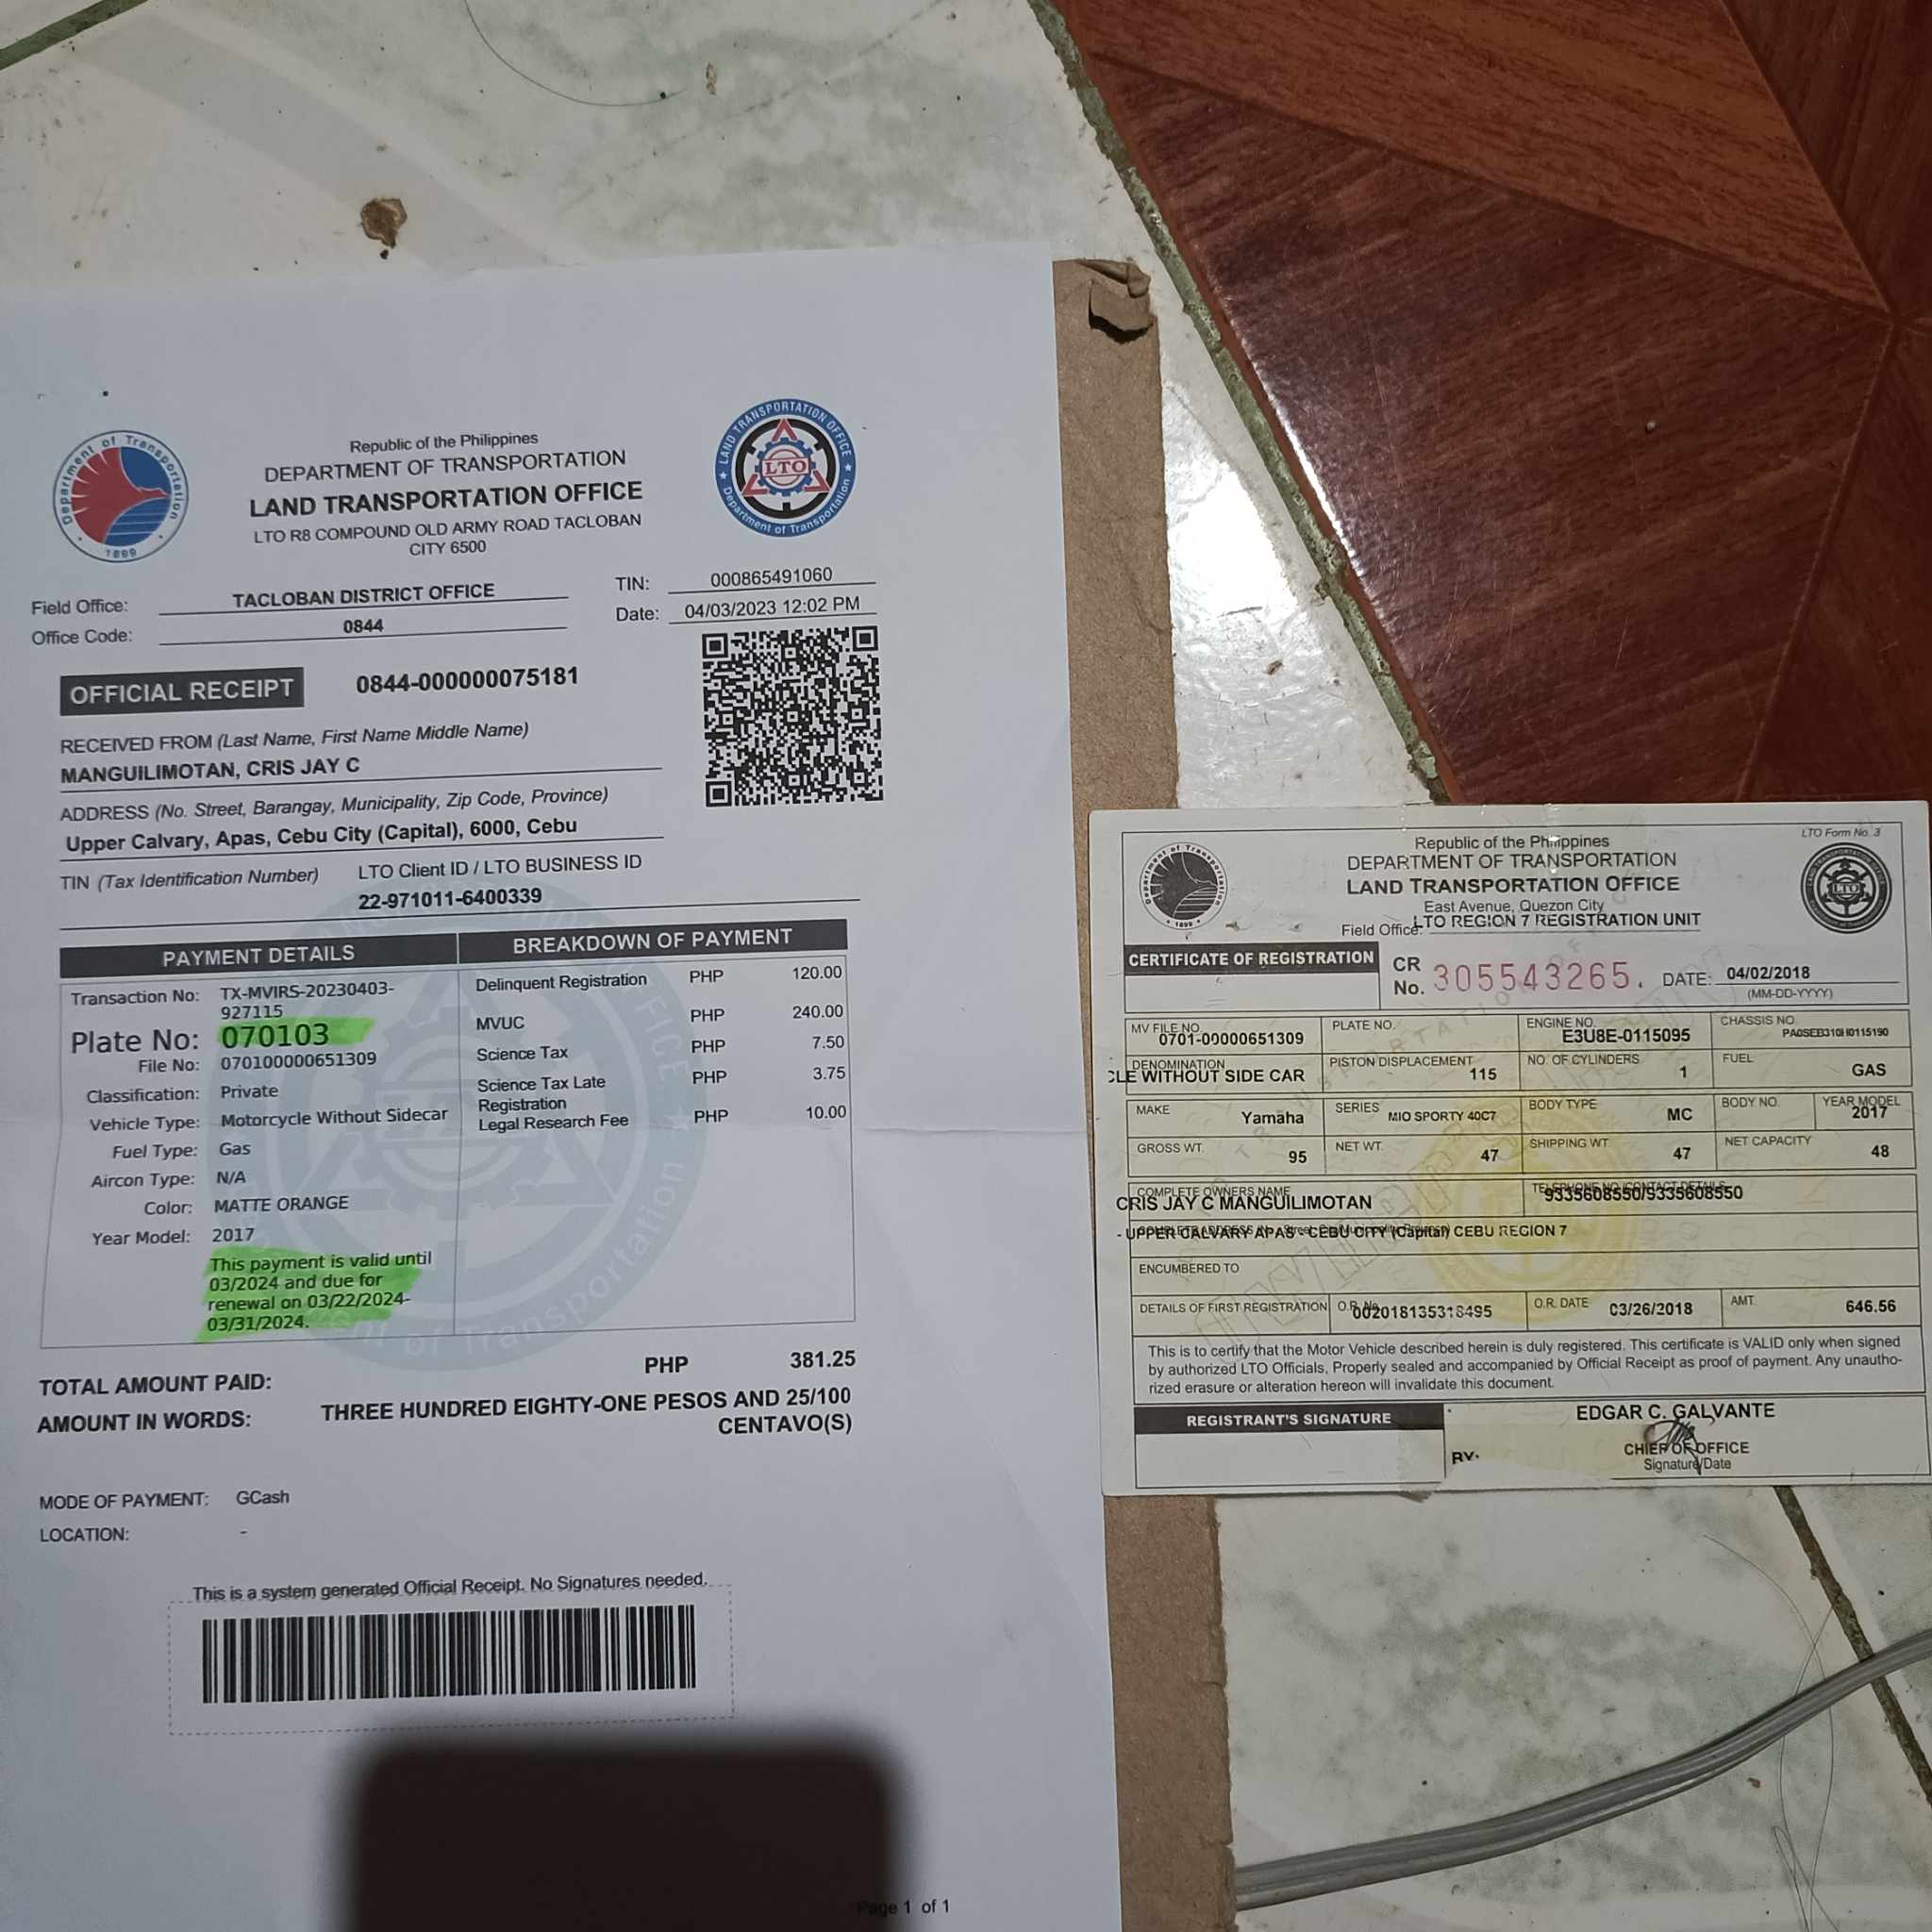 Department of Transportation
1899
Republic of the Philippines
DEPARTMENT OF TRANSPORTATION
LAND TRANSPORTATION OFFICE
LTO R8 COMPOUND OLD ARMY ROAD TACLOBAN
CITY 6500
LAND TRANSPORTATION OFFICE
LTO
Department of Transportation
Field Office: TACLOBAN DISTRICT OFFICE
Office Code: 0844
TIN: 000865491060
Date: 04/03/2023 12:02 PM
OFFICIAL RECEIPT 0844-000000075181
RECEIVED FROM (Last Name, First Name Middle Name)
MANGUILIMOTAN, CRIS JAY C
ADDRESS (No. Street, Barangay, Municipality, Zip Code, Province)
Upper Calvary, Apas, Cebu City (Capital), 6000, Cebu
TIN (Tax Identification Number) LTO Client ID / LTO BUSINESS ID
22-971011-6400339
PAYMENT DETAILS
Transaction No: TX-MVIRS-20230403-
927115
Plate No: 070103
File No: 070100000651309
Classification: Private
Vehicle Type: Motorcycle Without Sidecar
Fuel Type: Gas
Aircon Type: N/A
Color: MATTE ORANGE
Year Model: 2017
This payment is valid until
03/2024 and due for
renewal on 03/22/2024-
03/31/2024.
BREAKDOWN OF PAYMENT
Delinquent Registration PHP 120.00
MVUC PHP 240.00
Science Tax PHP 7.50
Science Tax Late PHP 3.75
Registration
Legal Research Fee PHP 10.00
TOTAL AMOUNT PAID: PHP 381.25
AMOUNT IN WORDS: THREE HUNDRED EIGHTY-ONE PESOS AND 25/100
CENTAVO(S)
MODE OF PAYMENT: GCash
LOCATION: -
This is a system generated Official Receipt. No Signatures needed.
Page 1 of 1
LTO Form No. 3
Department of Transportation
1899
Republic of the Philippines
DEPARTMENT OF TRANSPORTATION
LAND TRANSPORTATION OFFICE
East Avenue, Quezon City
Field Office: LTO REGION 7 REGISTRATION UNIT
LTO
CERTIFICATE OF REGISTRATION
CR No. 305543265. DATE: 04/02/2018
(MM-DD-YYYY)
MV FILE NO. PLATE NO. ENGINE NO. CHASSIS NO.
0701-00000651309 E3U8E-0115095 PA0SEB310H0115190
DENOMINATION PISTON DISPLACEMENT NO. OF CYLINDERS FUEL
CLE WITHOUT SIDE CAR 115 1 GAS
MAKE SERIES BODY TYPE BODY NO. YEAR MODEL
Yamaha MIO SPORTY 40C7 MC 2017
GROSS WT. NET WT. SHIPPING WT. NET CAPACITY
95 47 47 48
COMPLETE OWNERS NAME TELEPHONE NO./CONTACT DETAILS
CRIS JAY C MANGUILIMOTAN 9335608550/9335608550
- UPPER CALVARY APAS - CEBU CITY (Capital) CEBU REGION 7
ENCUMBERED TO
DETAILS OF FIRST REGISTRATION O.R. No. 002018135318495 O.R. DATE 03/26/2018 AMT. 646.56
This is to certify that the Motor Vehicle described herein is duly registered. This certificate is VALID only when signed
by authorized LTO Officials, Properly sealed and accompanied by Official Receipt as proof of payment. Any unautho-
rized erasure or alteration hereon will invalidate this document.
REGISTRANT'S SIGNATURE
EDGAR C. GALVANTE
BY:
CHIEF OF OFFICE
Signature/Date